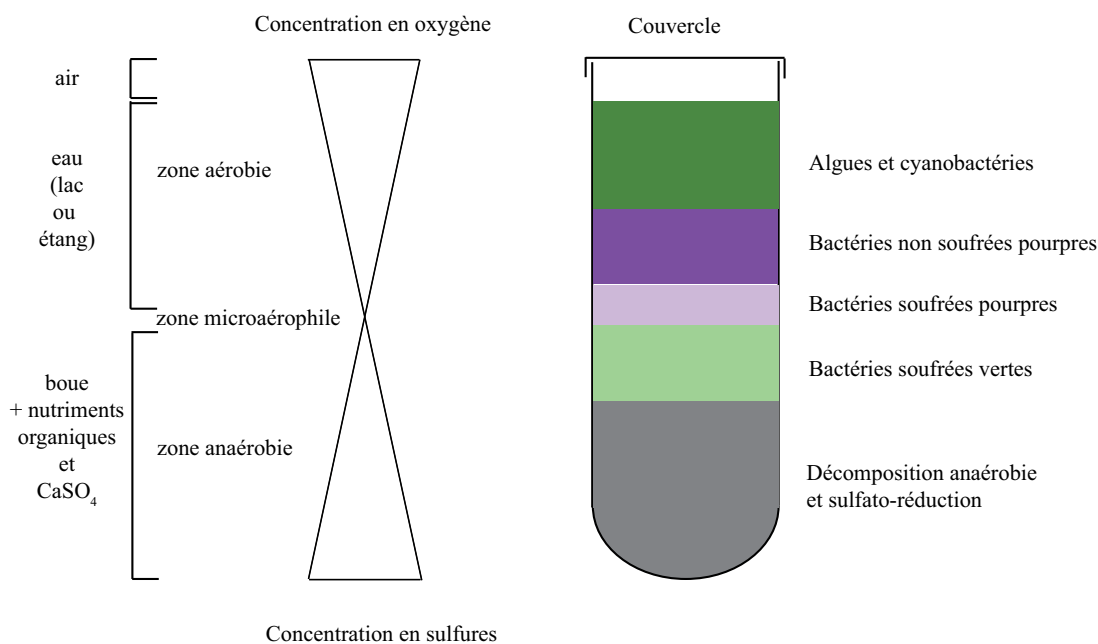 Concentration en oxygène
Couvercle
air
eau
(lac
ou
étang)
zone aérobie
zone microaérophile
boue
+ nutriments
organiques
et
CaSO₄
zone anaérobie
Algues et cyanobactéries
Bactéries non soufrées pourpres
Bactéries soufrées pourpres
Bactéries soufrées vertes
Décomposition anaérobie
et sulfato-réduction
Concentration en sulfures